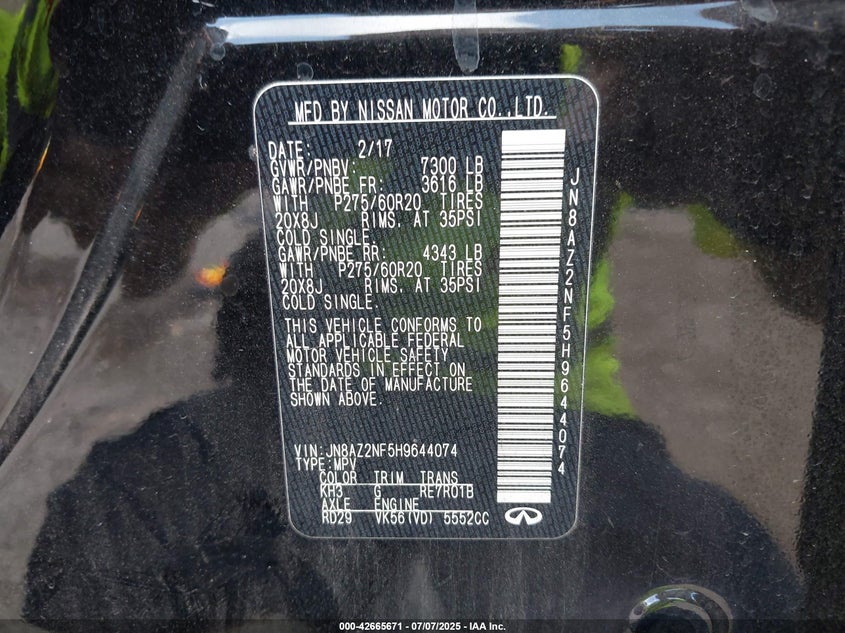 MFD BY NISSAN MOTOR CO.,LTD.
DATE: 2/17
GVWR/PNBV: 7300 LB
GAWR/PNBE FR: 3616 LB
WITH P275/60R20 TIRES
20X8J RIMS, AT 35PSI
COLD SINGLE.
GAWR/PNBE RR: 4343 LB
WITH P275/60R20 TIRES
20X8J RIMS, AT 35PSI
COLD SINGLE.
THIS VEHICLE CONFORMS TO
ALL APPLICABLE FEDERAL
MOTOR VEHICLE SAFETY
STANDARDS IN EFFECT ON
THE DATE OF MANUFACTURE
SHOWN ABOVE.
VIN:JN8AZ2NF5H9644074
TYPE:MPV
COLOR TRIM TRANS
KH3 G RE7R01B
AXLE ENGINE
RD29 VK56(VD) 5552CC
JN8AZ2NF5H9644074
000-42665671 07/07/2025 - IAA Inc.